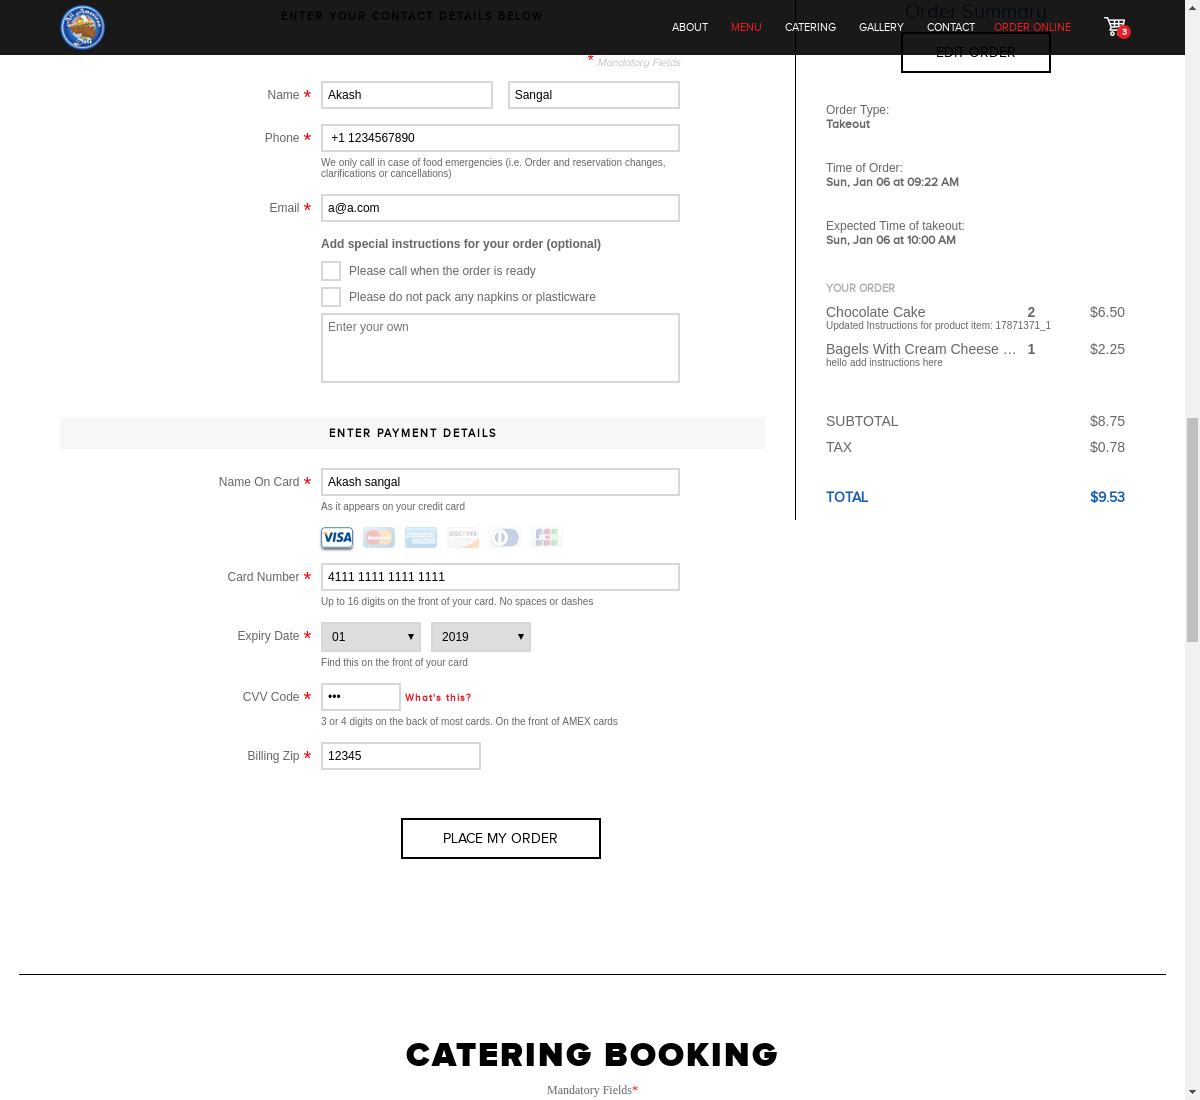 ENTER YOUR CONTACT DETAILS BELOW
All American Deli
ABOUT MENU CATERING GALLERY CONTACT ORDER ONLINE 3
* Mandatory Fields
Name * Akash Sangal
Phone * +1 1234567890
We only call in case of food emergencies (i.e. Order and reservation changes,
clarifications or cancellations)
Email * a@a.com
Add special instructions for your order (optional)
Please call when the order is ready
Please do not pack any napkins or plasticware
Enter your own
ENTER PAYMENT DETAILS
Name On Card * Akash sangal
As it appears on your credit card
VISA MasterCard AMERICAN EXPRESS DISCOVER JCB
Card Number * 4111 1111 1111 1111
Up to 16 digits on the front of your card. No spaces or dashes
Expiry Date * 01 2019
Find this on the front of your card
CVV Code * ••• What's this?
3 or 4 digits on the back of most cards. On the front of AMEX cards
Billing Zip * 12345
PLACE MY ORDER
Order Summary
EDIT ORDER
Order Type:
Takeout
Time of Order:
Sun, Jan 06 at 09:22 AM
Expected Time of takeout:
Sun, Jan 06 at 10:00 AM
YOUR ORDER
Chocolate Cake 2 $6.50
Updated Instructions for product item: 17871371_1
Bagels With Cream Cheese … 1 $2.25
hello add instructions here
SUBTOTAL $8.75
TAX $0.78
TOTAL $9.53
CATERING BOOKING
Mandatory Fields*